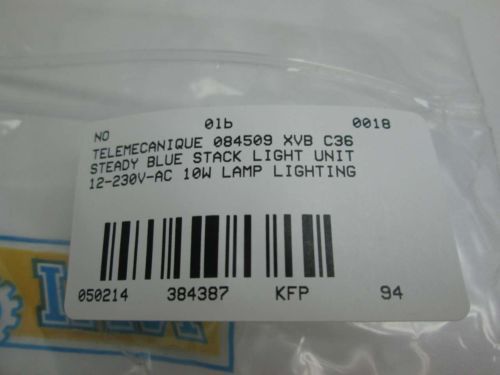 NO 01b 0018
TELEMECANIQUE 084509 XVB C36
STEADY BLUE STACK LIGHT UNIT
12-230V-AC 10W LAMP LIGHTING
050214 384387 KFP 94